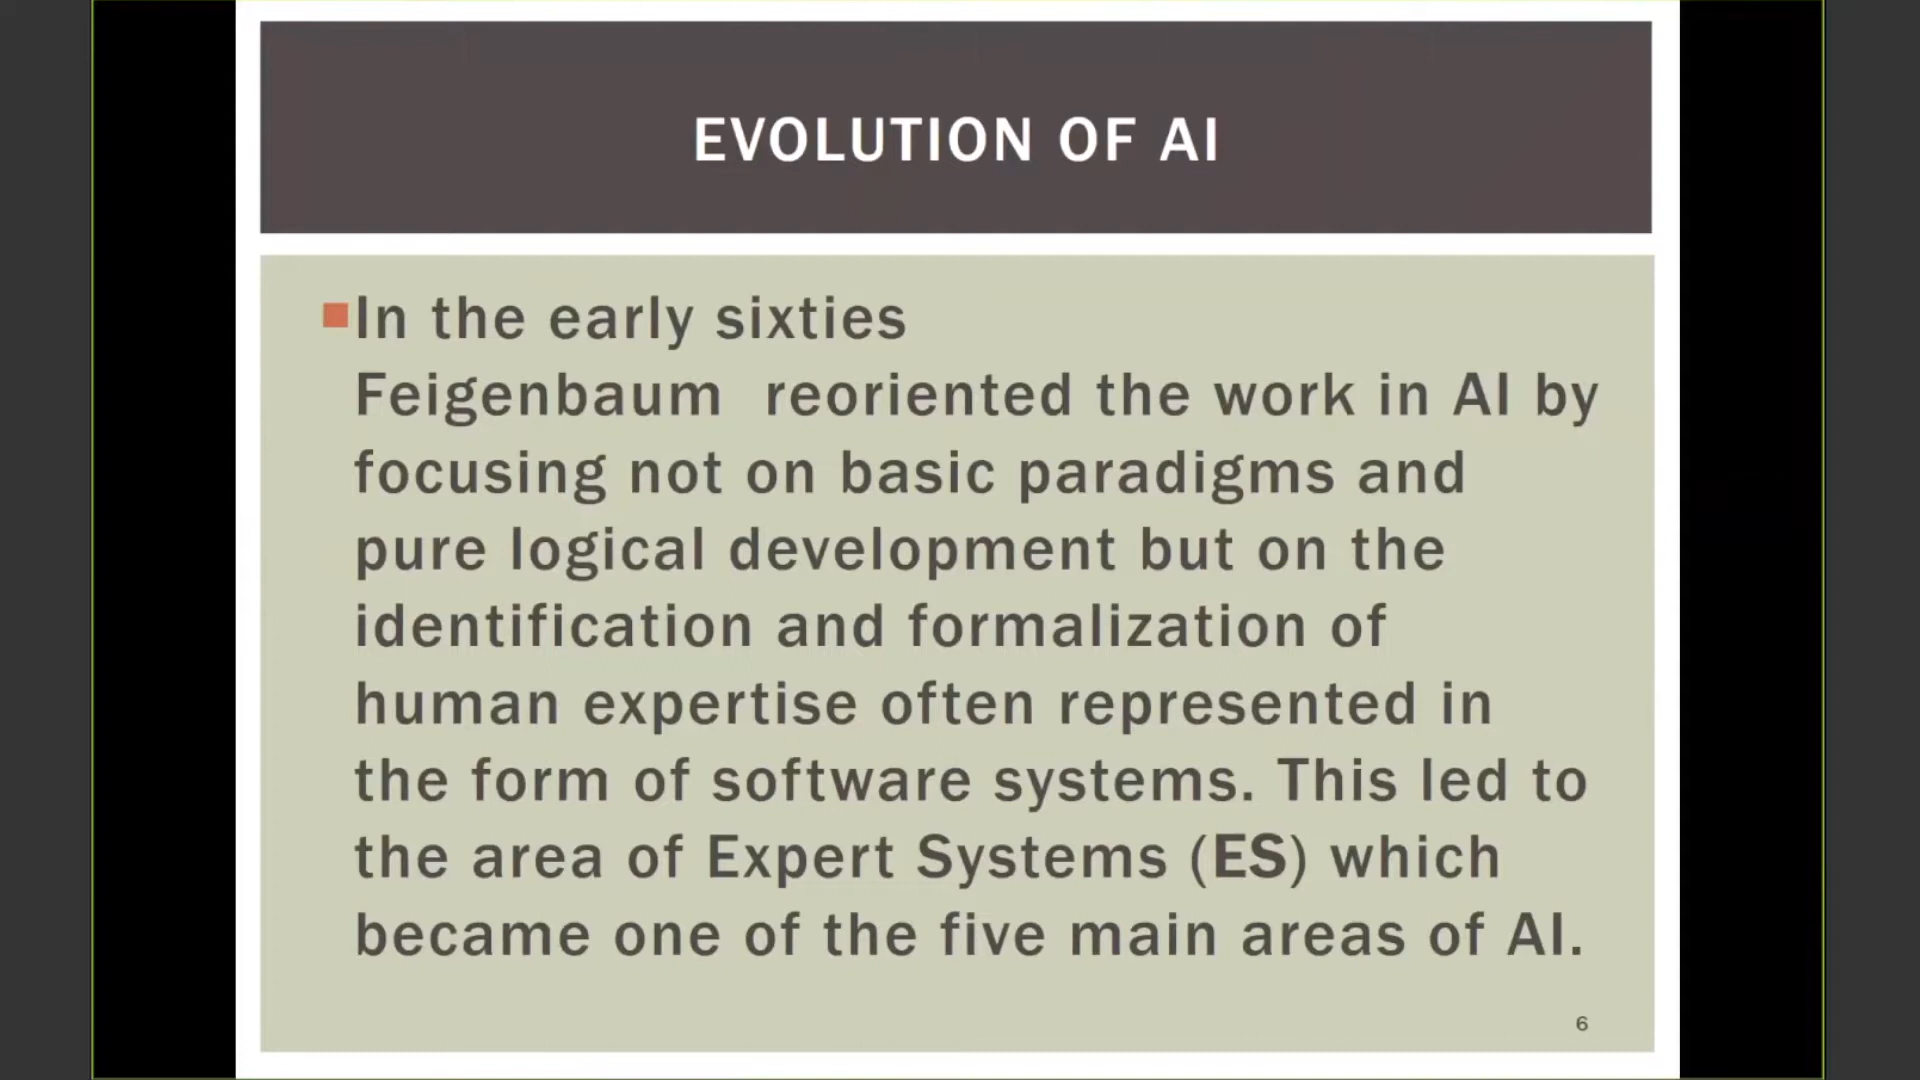 EVOLUTION OF AI
In the early sixties
Feigenbaum reoriented the work in AI by
focusing not on basic paradigms and
pure logical development but on the
identification and formalization of
human expertise often represented in
the form of software systems. This led to
the area of Expert Systems (ES) which
became one of the five main areas of AI.
6